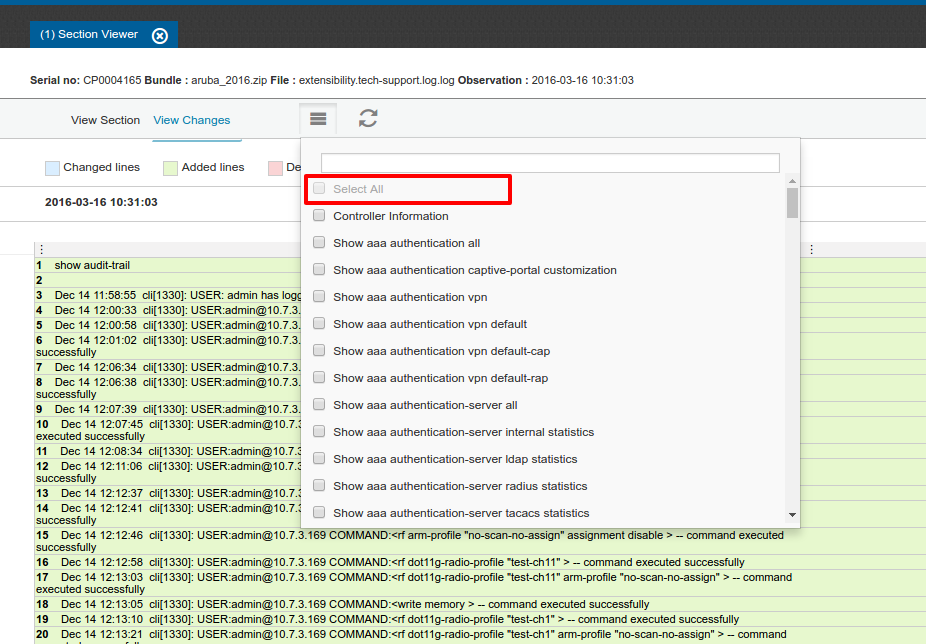 (1) Section Viewer
Serial no: CP0004165 Bundle : aruba_2016.zip File : extensibility.tech-support.log.log Observation : 2016-03-16 10:31:03
View Section View Changes
Changed lines Added lines De
2016-03-16 10:31:03
Select All
Controller Information
Show aaa authentication all
Show aaa authentication captive-portal customization
Show aaa authentication vpn
Show aaa authentication vpn default
Show aaa authentication vpn default-cap
Show aaa authentication vpn default-rap
Show aaa authentication-server all
Show aaa authentication-server internal statistics
Show aaa authentication-server ldap statistics
Show aaa authentication-server radius statistics
Show aaa authentication-server tacacs statistics
1 show audit-trail
2
3 Dec 14 11:58:55 cli[1330]: USER: admin has logg
4 Dec 14 12:00:33 cli[1330]: USER:admin@10.7.3.
5 Dec 14 12:00:58 cli[1330]: USER:admin@10.7.3.
6 Dec 14 12:01:02 cli[1330]: USER:admin@10.7.3.
successfully
7 Dec 14 12:06:34 cli[1330]: USER:admin@10.7.3.
8 Dec 14 12:06:38 cli[1330]: USER:admin@10.7.3.
successfully
9 Dec 14 12:07:39 cli[1330]: USER:admin@10.7.3.
10 Dec 14 12:07:45 cli[1330]: USER:admin@10.7.3
executed successfully
11 Dec 14 12:08:34 cli[1330]: USER:admin@10.7.3
12 Dec 14 12:11:06 cli[1330]: USER:admin@10.7.3
successfully
13 Dec 14 12:12:37 cli[1330]: USER:admin@10.7.3
14 Dec 14 12:12:41 cli[1330]: USER:admin@10.7.3
successfully
15 Dec 14 12:12:46 cli[1330]: USER:admin@10.7.3.169 COMMAND:<rf arm-profile "no-scan-no-assign" assignment disable > -- command executed
successfully
16 Dec 14 12:12:58 cli[1330]: USER:admin@10.7.3.169 COMMAND:<rf dot11g-radio-profile "test-ch11" > -- command executed successfully
17 Dec 14 12:13:03 cli[1330]: USER:admin@10.7.3.169 COMMAND:<rf dot11g-radio-profile "test-ch11" arm-profile "no-scan-no-assign" > -- command
executed successfully
18 Dec 14 12:13:05 cli[1330]: USER:admin@10.7.3.169 COMMAND:<write memory > -- command executed successfully
19 Dec 14 12:13:10 cli[1330]: USER:admin@10.7.3.169 COMMAND:<rf dot11g-radio-profile "test-ch1" > -- command executed successfully
20 Dec 14 12:13:21 cli[1330]: USER:admin@10.7.3.169 COMMAND:<rf dot11g-radio-profile "test-ch1" arm-profile "no-scan-no-assign" > -- command